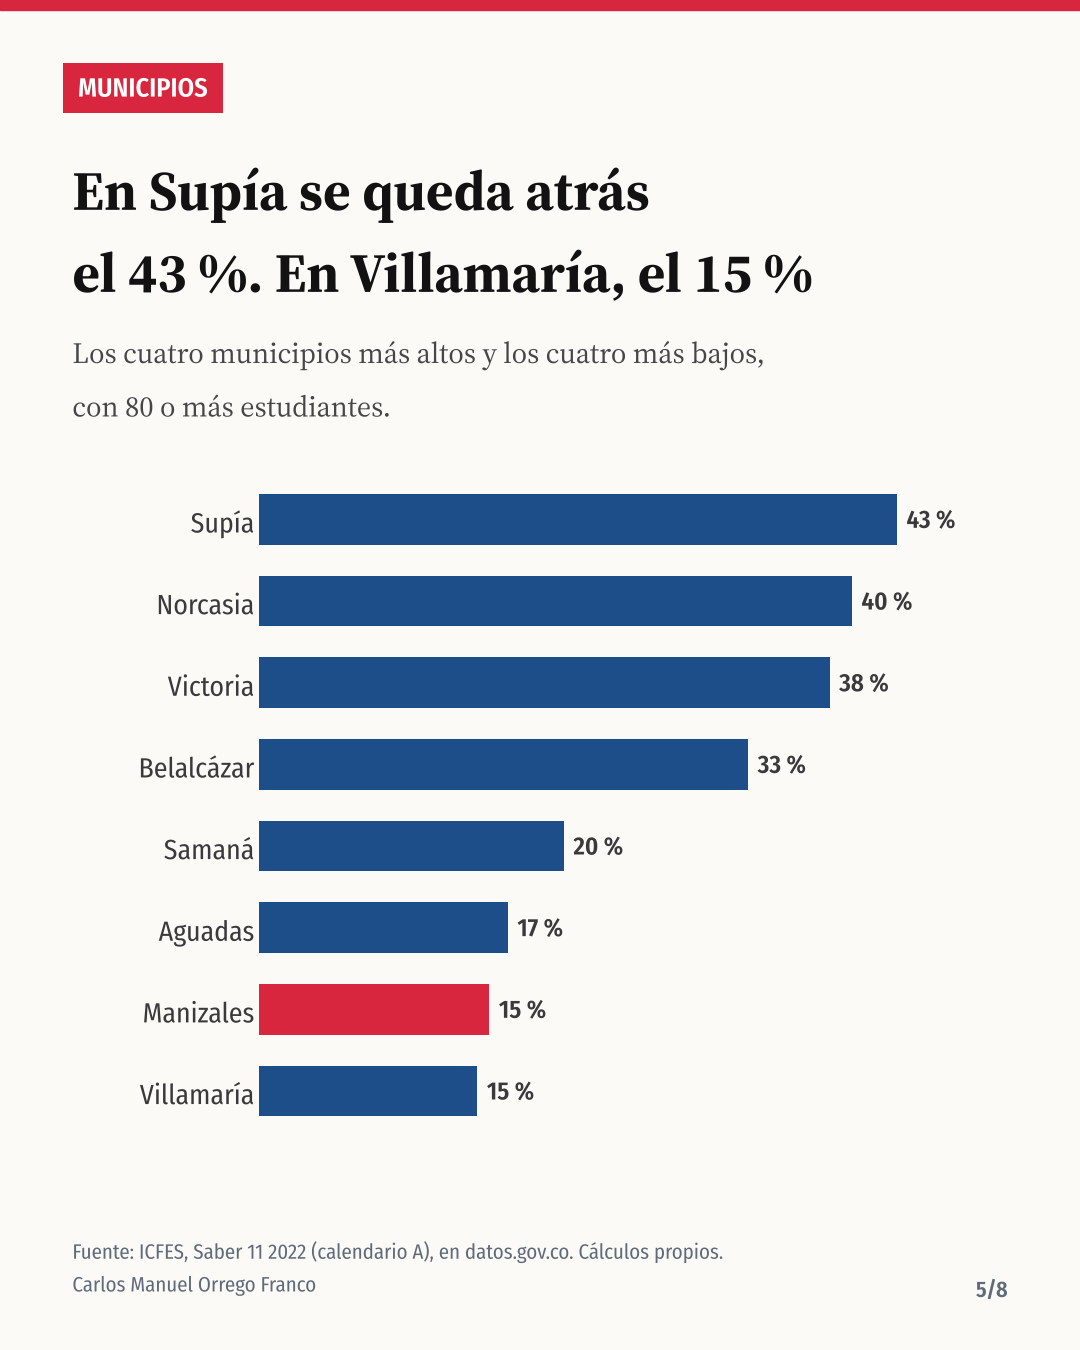 MUNICIPIOS
En Supía se queda atrás
el 43 %. En Villamaría, el 15 %
Los cuatro municipios más altos y los cuatro más bajos,
con 80 o más estudiantes.
Supía 43 %
Norcasia 40 %
Victoria 38 %
Belalcázar 33 %
Samaná 20 %
Aguadas 17 %
Manizales 15 %
Villamaría 15 %
Fuente: ICFES, Saber 11 2022 (calendario A), en datos.gov.co. Cálculos propios.
Carlos Manuel Orrego Franco
5/8